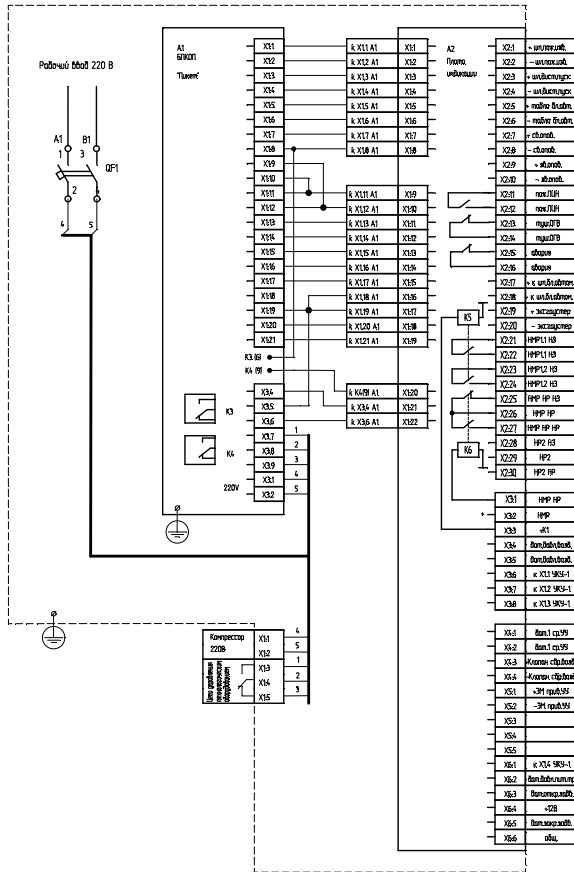 Рабочий ввод 220 В
A1
B1
1
3
QF1
2
4
5
A1
БПКОП
"Пикет"
X1:1
X1:2
X1:3
X1:4
X1:5
X1:6
X1:7
X1:8
X1:9
X1:10
X1:11
X1:12
X1:13
X1:14
X1:15
X1:16
X1:17
X1:18
X1:19
X1:20
X1:21
K3 (6)
K4 (9)
X3.4
X3.5
X3.6
X3.7
X3.8
X3.9
X3.1
X3.2
K3
K4
220V
1
2
3
4
5
к X1.1 A1 X1:1
к X1.2 A1 X1:2
к X1.3 A1 X1:3
к X1.4 A1 X1:4
к X1.5 A1 X1:5
к X1.6 A1 X1:6
к X1.7 A1 X1:7
к X1.8 A1 X1:8
к X1.11 A1 X1:9
к X1.12 A1 X1:10
к X1.13 A1 X1:11
к X1.14 A1 X1:12
к X1.15 A1 X1:13
к X1.16 A1 X1:14
к X1.17 A1 X1:15
к X1.18 A1 X1:16
к X1.19 A1 X1:17
к X1.20 A1 X1:18
к X1.21 A1 X1:19
к K4(9) A1 X1:20
к X3.4 A1 X1:21
к X3.6 A1 X1:22
A2
Плата
индикации
K5
K6
X2:1
X2:2
X2:3
X2:4
X2:5
X2:6
X2:7 + св.опов.
X2:8 - св.опов.
X2:9 + зв.опов.
X2:10 - зв.опов.
X2:11
X2:12
X2:13
X2:14
X2:15 авария
X2:16 авария
X2:17
X2:18
X2:19 + эксгаустер
X2:20 - эксгаустер
X2:21 НМР1.1 НЗ
X2:22 НМР1.1 НЗ
X2:23 НМР1.2 НЗ
X2:24 НМР1.2 НЗ
X2:25
X2:26 НМР НР
X2:27 НМР НР НР
X2:28 НР2 НЗ
X2:29 НР2
X2:30 НР2 НР
X3:1 НМР НР
X3:2 НМР
X3:3 +К1
X3:4
X3:5
X3:6 к X1.1 УКУ-1
X3:7 к X1.2 УКУ-1
X3:8 к X1.3 УКУ-1
X4:1
X4:2
X4:3
X4:4
X5:1
X5:2
X5:3
X5:4
X5:5
X6:1 к X1.4 УКУ-1
X6:2
X6:3
X6:4 +12В
X6:5
X6:6 общ.
Компрессор
220В
X1:1
X1:2
X1:3
X1:4
X1:5
4
5
1
2
3
Цепи управления
технологическим
оборудованием